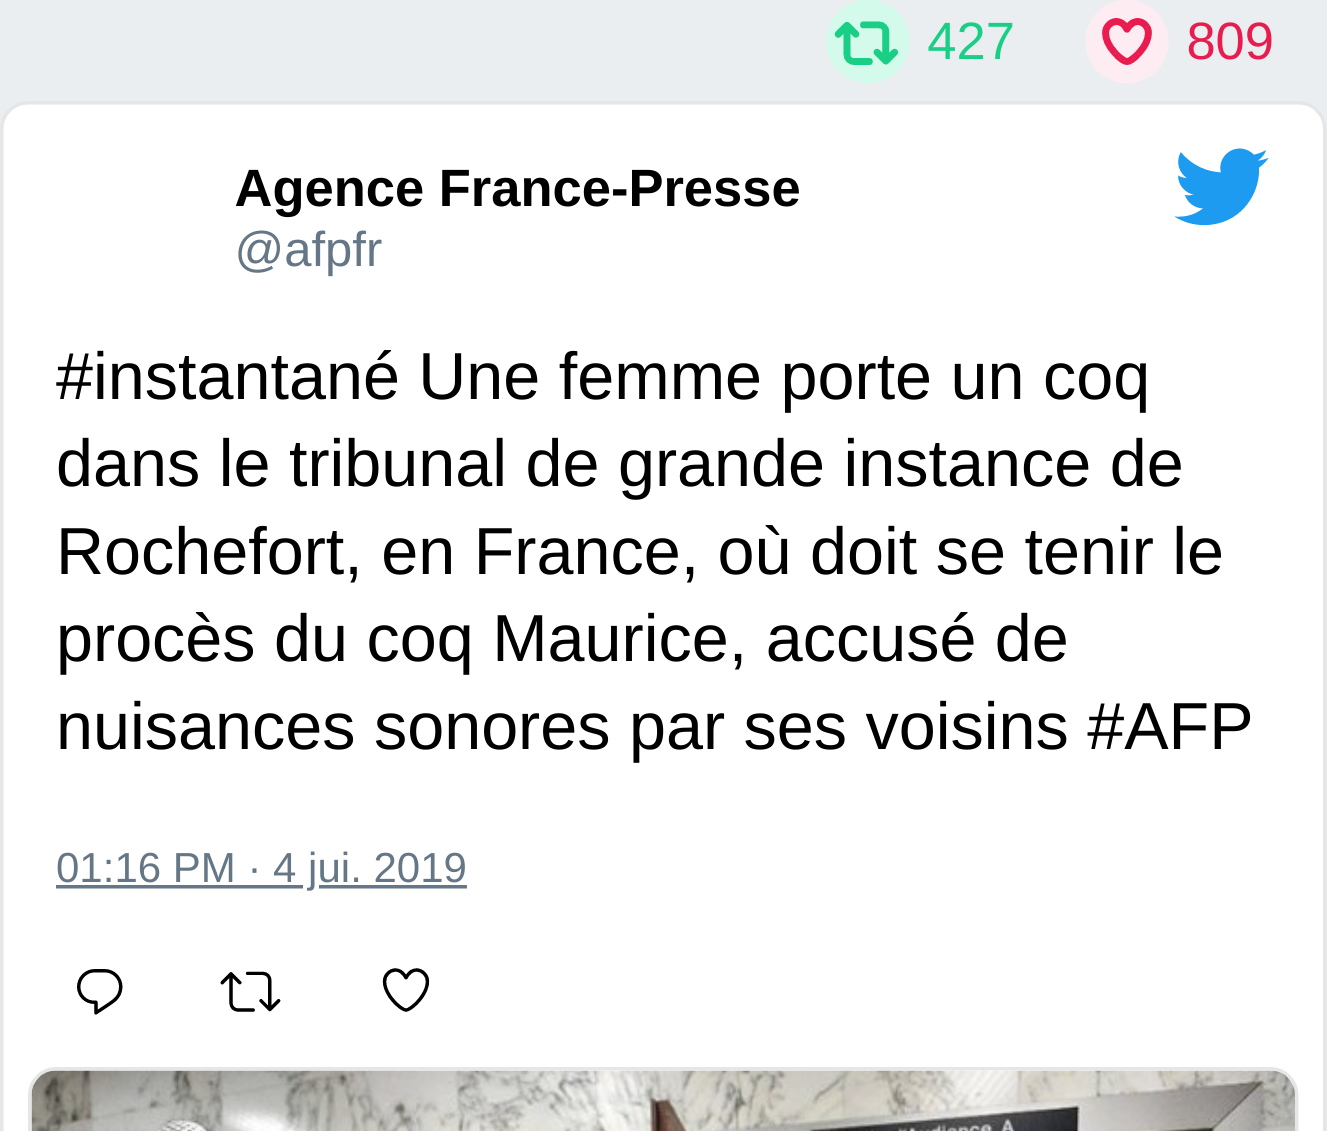 427 809
Agence France-Presse
@afpfr
#instantané Une femme porte un coq
dans le tribunal de grande instance de
Rochefort, en France, où doit se tenir le
procès du coq Maurice, accusé de
nuisances sonores par ses voisins #AFP
01:16 PM · 4 jui. 2019